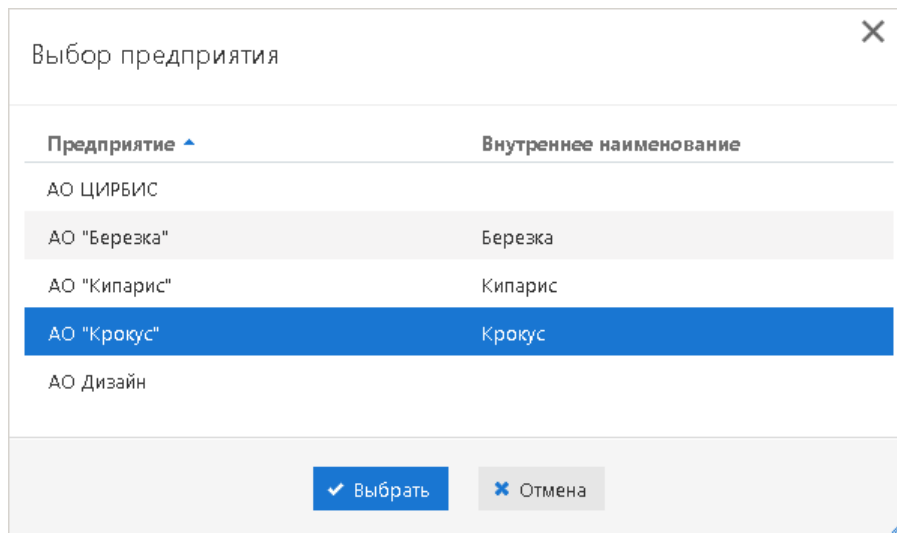 Выбор предприятия
Предприятие Внутреннее наименование
АО ЦИРБИС
АО "Березка" Березка
АО "Кипарис" Кипарис
АО "Крокус" Крокус
АО Дизайн
Выбрать Отмена